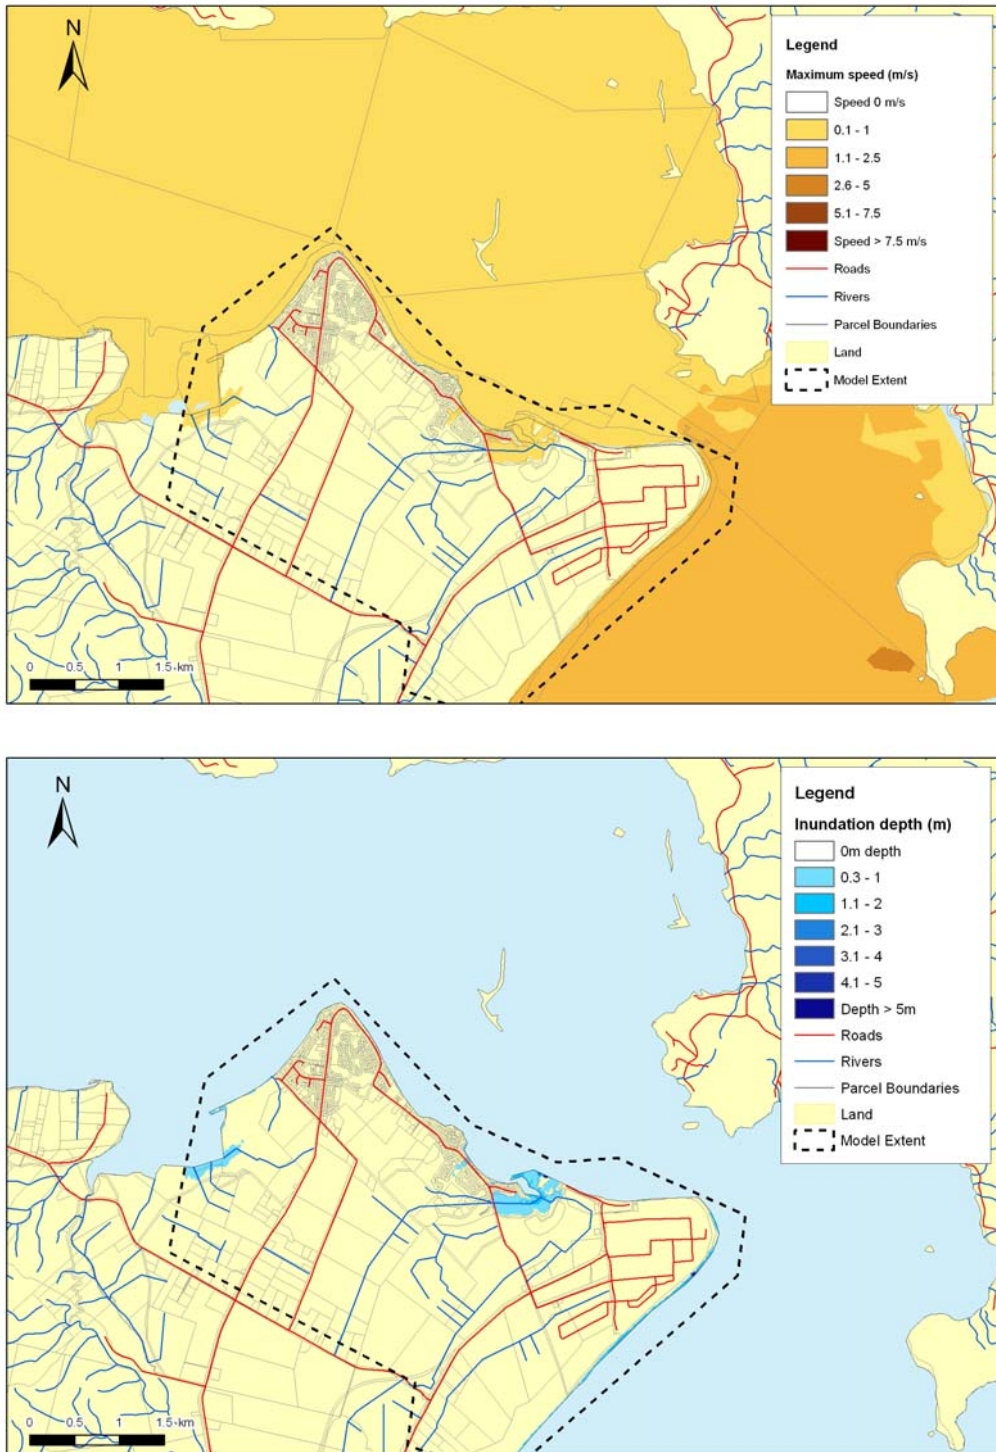 N
Legend
Maximum speed (m/s)
Speed 0 m/s
0.1 - 1
1.1 - 2.5
2.6 - 5
5.1 - 7.5
Speed > 7.5 m/s
Roads
Rivers
Parcel Boundaries
Land
Model Extent
0 0.5 1 1.5 km
N
Legend
Inundation depth (m)
0m depth
0.3 - 1
1.1 - 2
2.1 - 3
3.1 - 4
4.1 - 5
Depth > 5m
Roads
Rivers
Parcel Boundaries
Land
Model Extent
0 0.5 1 1.5 km